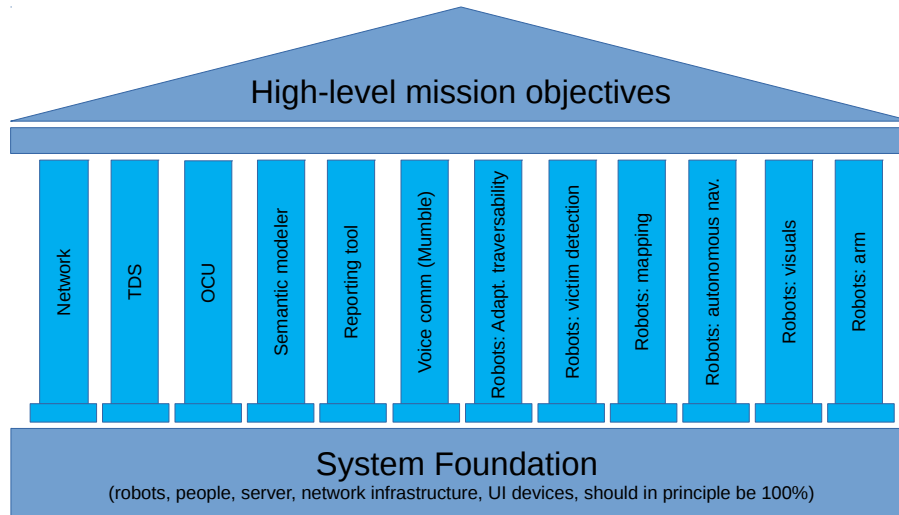 High-level mission objectives
Network
TDS
OCU
Semantic modeler
Reporting tool
Voice comm (Mumble)
Robots: Adapt. traversability
Robots: victim detection
Robots: mapping
Robots: autonomous nav.
Robots: visuals
Robots: arm
System Foundation
(robots, people, server, network infrastructure, UI devices, should in principle be 100%)